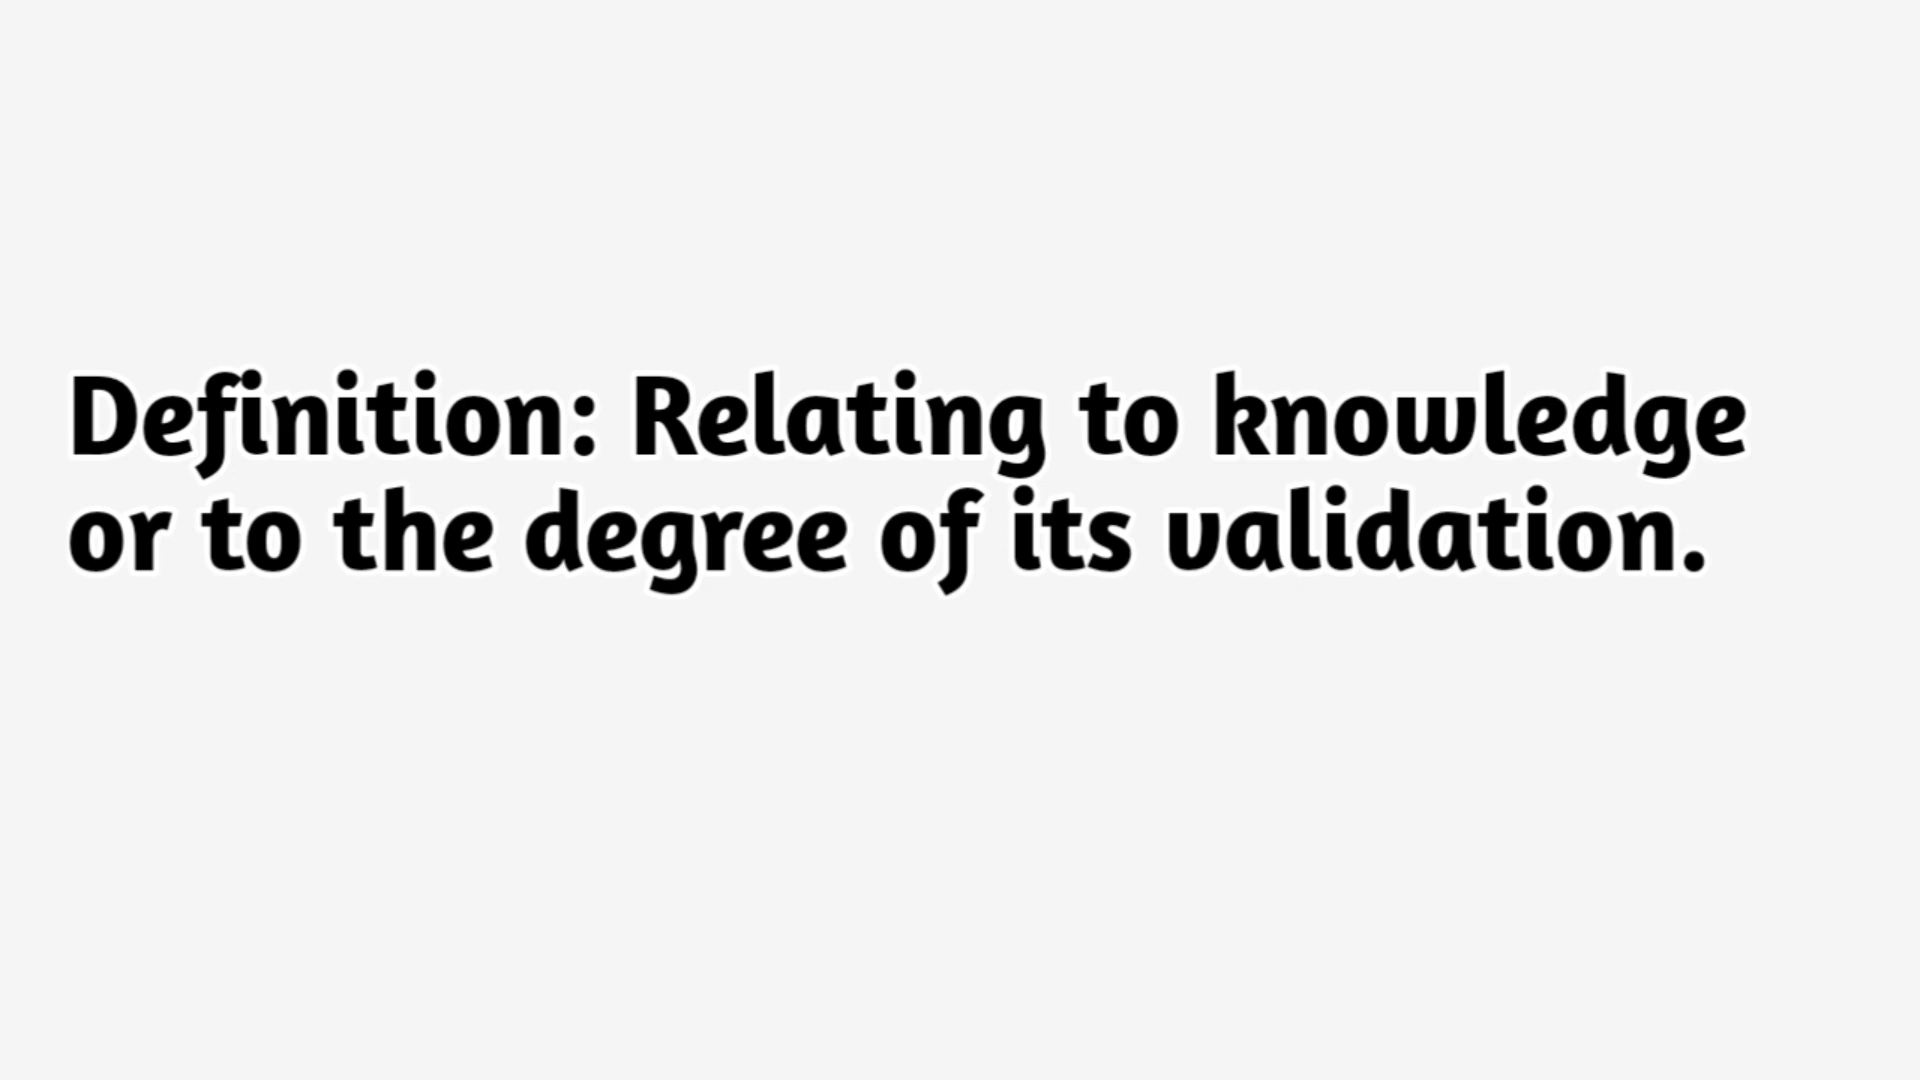 Definition: Relating to knowledge
or to the degree of its validation.